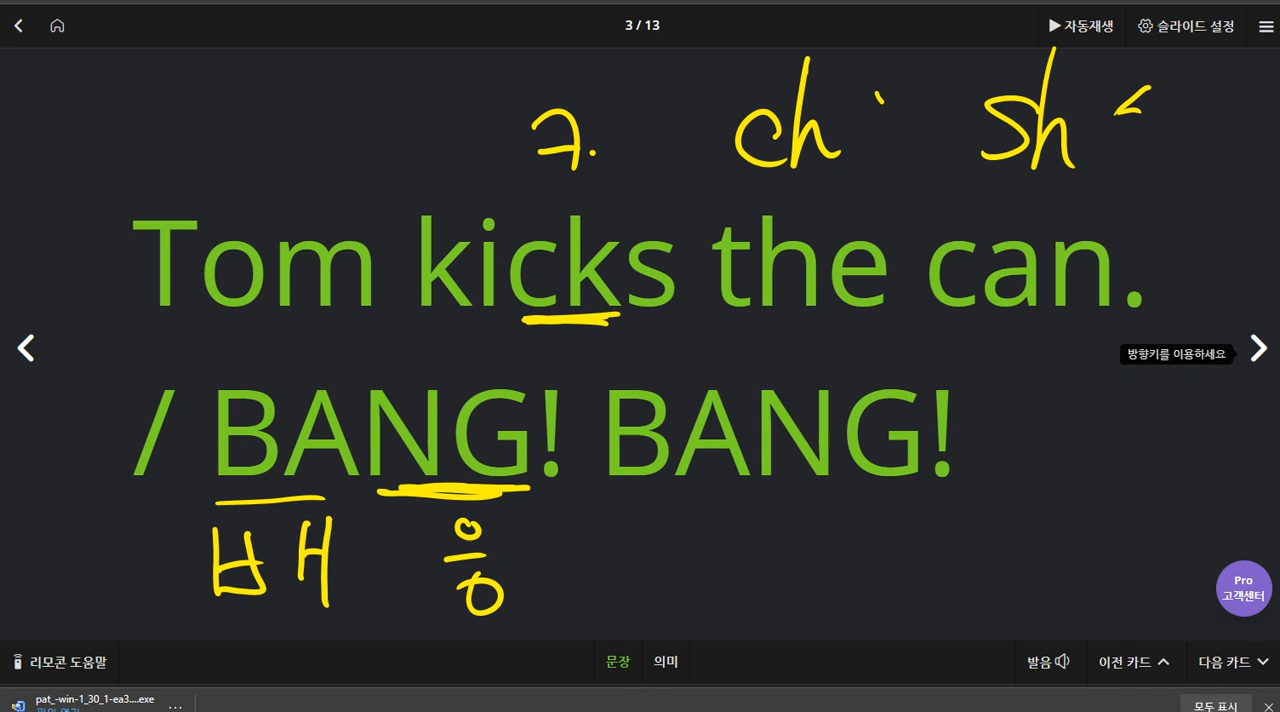 3 / 13
자동재생
슬라이드 설정
ㅋ. ch sh
Tom kicks the can.
방향키를 이용하세요
/ BANG! BANG!
배 응
Pro
고객센터
리모콘 도움말
문장
의미
발음
이전 카드
다음 카드
pat_-win-1_30_1-ea3....exe
...
모두 표시